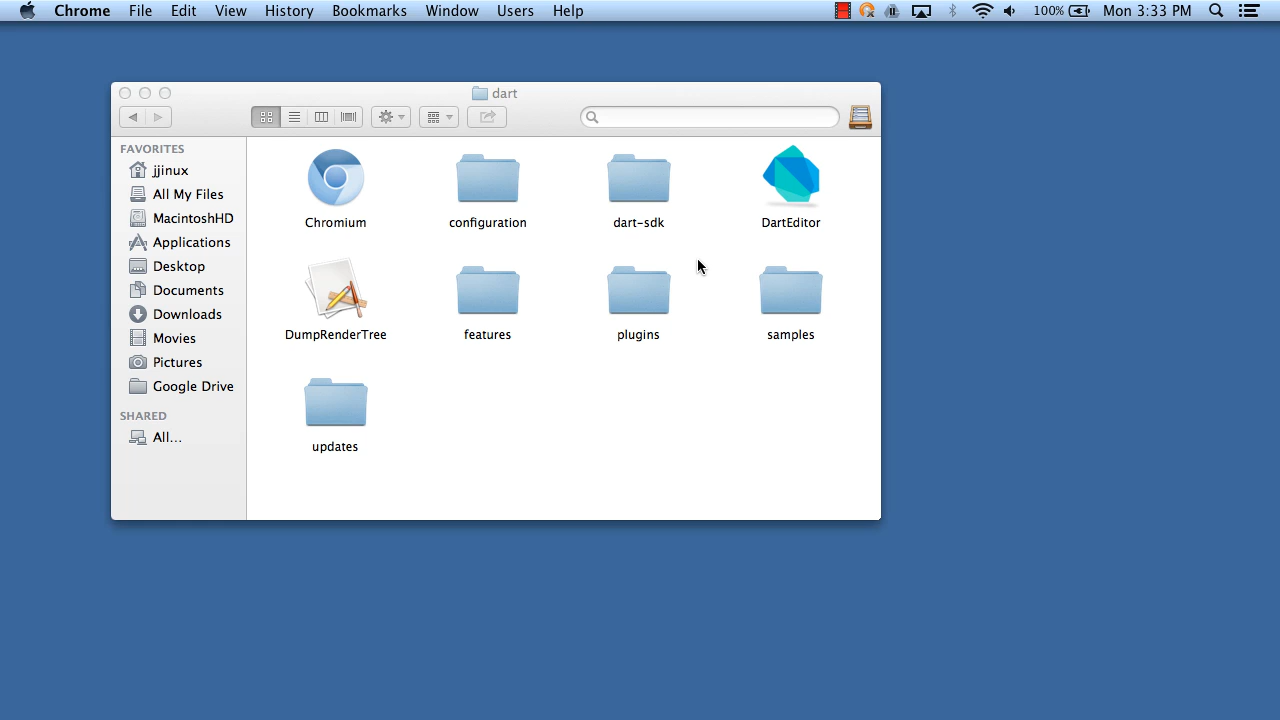 Chrome File Edit View History Bookmarks Window Users Help 100% Mon 3:33 PM
dart
FAVORITES
jjinux
All My Files
MacintoshHD
Applications
Desktop
Documents
Downloads
Movies
Pictures
Google Drive
SHARED
All...
Chromium configuration dart-sdk DartEditor
DumpRenderTree features plugins samples
updates